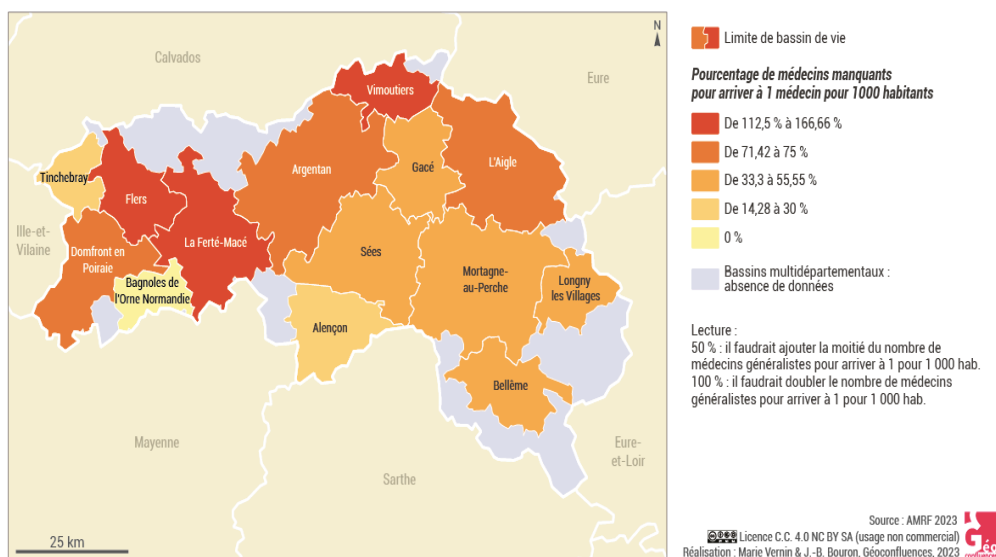 N
Calvados
Eure
Vimoutiers
Argentan
Gacé
L'Aigle
Tinchebray
Flers
Ille-et-
Vilaine
Domfront en
Poiraie
La Ferté-Macé
Bagnoles de
l'Orne Normandie
Sées
Mortagne-
au-Perche
Longny
les Villages
Alençon
Bellême
Mayenne
Sarthe
Eure-
et-Loir
25 km
Limite de bassin de vie
Pourcentage de médecins manquants
pour arriver à 1 médecin pour 1000 habitants
De 112,5 % à 166,66 %
De 71,42 à 75 %
De 33,3 à 55,55 %
De 14,28 à 30 %
0 %
Bassins multidépartementaux :
absence de données
Lecture :
50 % : il faudrait ajouter la moitié du nombre de
médecins généralistes pour arriver à 1 pour 1 000 hab.
100 % : il faudrait doubler le nombre de médecins
généralistes pour arriver à 1 pour 1 000 hab.
Source : AMRF 2023
Licence C.C. 4.0 NC BY SA (usage non commercial)
Réalisation : Marie Vernin & J.-B. Bouron, Géoconfluences, 2023